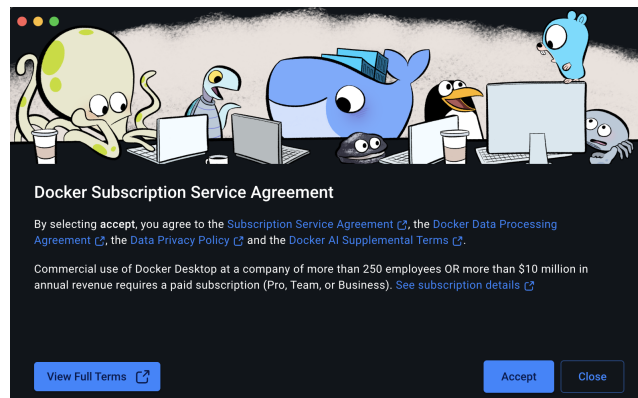 Docker Subscription Service Agreement
By selecting accept, you agree to the Subscription Service Agreement, the Docker Data Processing
Agreement, the Data Privacy Policy and the Docker AI Supplemental Terms.
Commercial use of Docker Desktop at a company of more than 250 employees OR more than $10 million in
annual revenue requires a paid subscription (Pro, Team, or Business). See subscription details
View Full Terms
Accept
Close